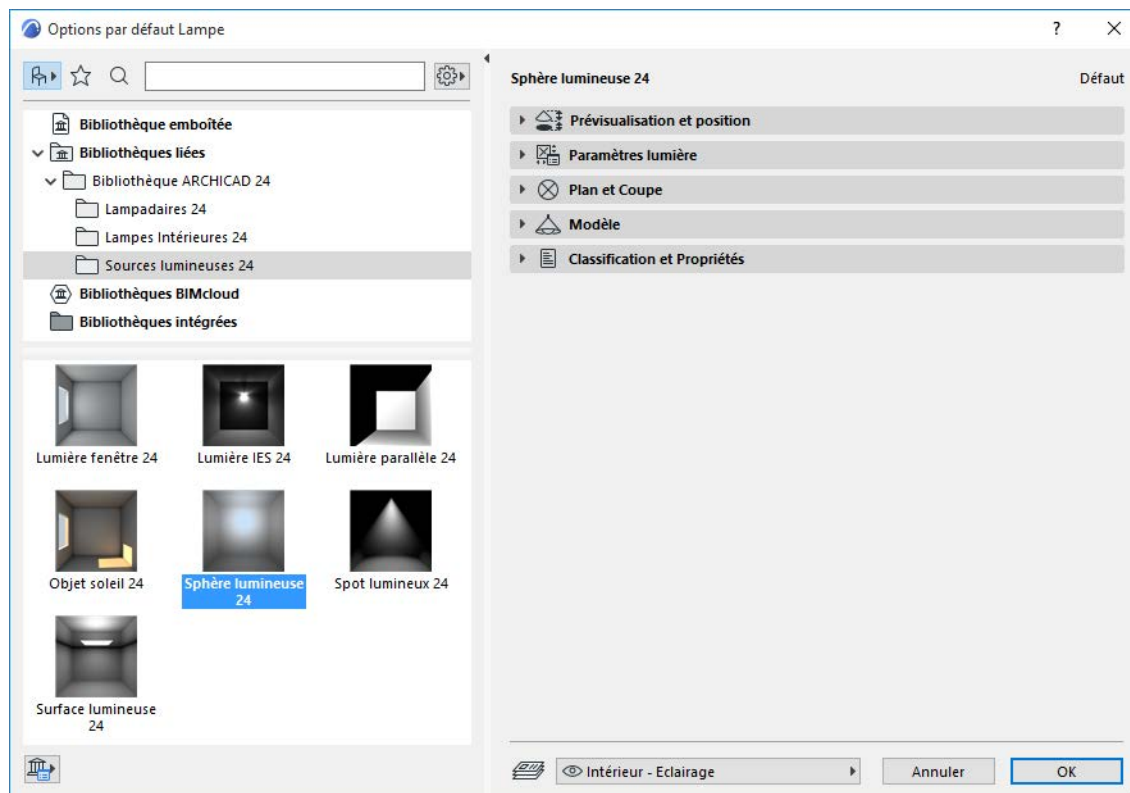 Options par défaut Lampe
?
Bibliothèque emboîtée
Bibliothèques liées
Bibliothèque ARCHICAD 24
Lampadaires 24
Lampes Intérieures 24
Sources lumineuses 24
Bibliothèques BIMcloud
Bibliothèques intégrées
Lumière fenêtre 24
Lumière IES 24
Lumière parallèle 24
Objet soleil 24
Sphère lumineuse
24
Spot lumineux 24
Surface lumineuse
24
Sphère lumineuse 24
Défaut
Prévisualisation et position
Paramètres lumière
Plan et Coupe
Modèle
Classification et Propriétés
Intérieur - Eclairage
Annuler
OK